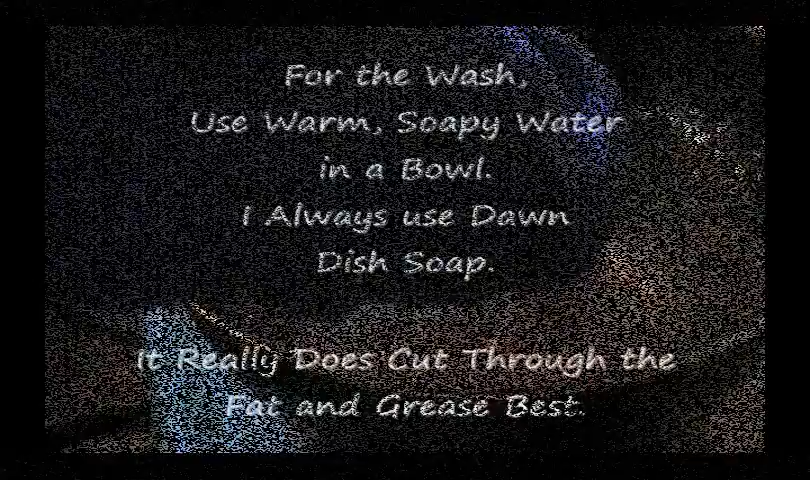 For the Wash,
Use Warm, Soapy Water
in a Bowl.
I Always use Dawn
Dish Soap.
It Really Does Cut Through the
Fat and Grease Best.